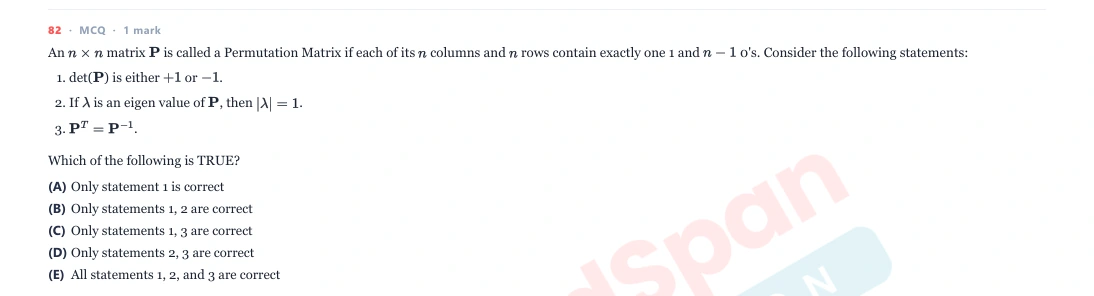 82 · MCQ · 1 mark
An n × n matrix P is called a Permutation Matrix if each of its n columns and n rows contain exactly one 1 and n − 1 0's. Consider the following statements:
1. det(P) is either +1 or −1.
2. If λ is an eigen value of P, then |λ| = 1.
3. Pᵀ = P⁻¹.
Which of the following is TRUE?
(A) Only statement 1 is correct
(B) Only statements 1, 2 are correct
(C) Only statements 1, 3 are correct
(D) Only statements 2, 3 are correct
(E) All statements 1, 2, and 3 are correct